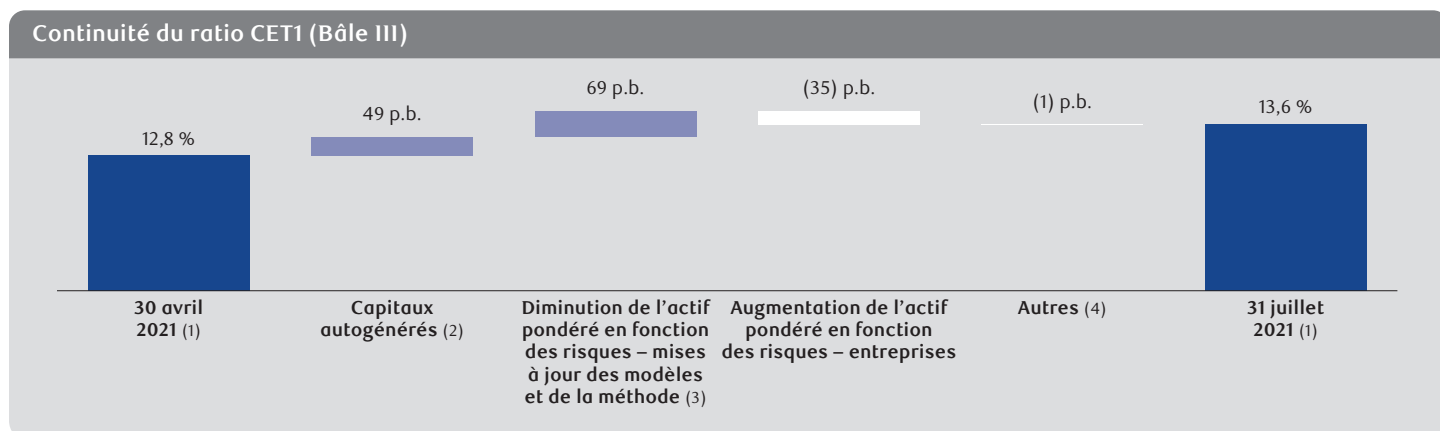 Continuité du ratio CET1 (Bâle III)
12,8 %
49 p.b.
69 p.b.
(35) p.b.
(1) p.b.
13,6 %
30 avril
2021 (1)
Capitaux
autogénérés (2)
Diminution de l’actif
pondéré en fonction
des risques – mises
à jour des modèles
et de la méthode (3)
Augmentation de l’actif
pondéré en fonction
des risques – entreprises
Autres (4)
31 juillet
2021 (1)